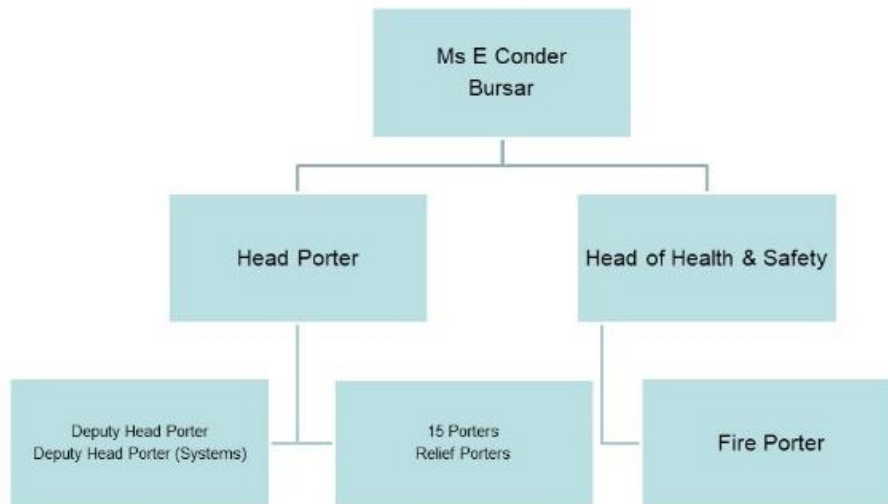 Ms E Conder
Bursar
Head Porter
Head of Health & Safety
Deputy Head Porter
Deputy Head Porter (Systems)
15 Porters
Relief Porters
Fire Porter